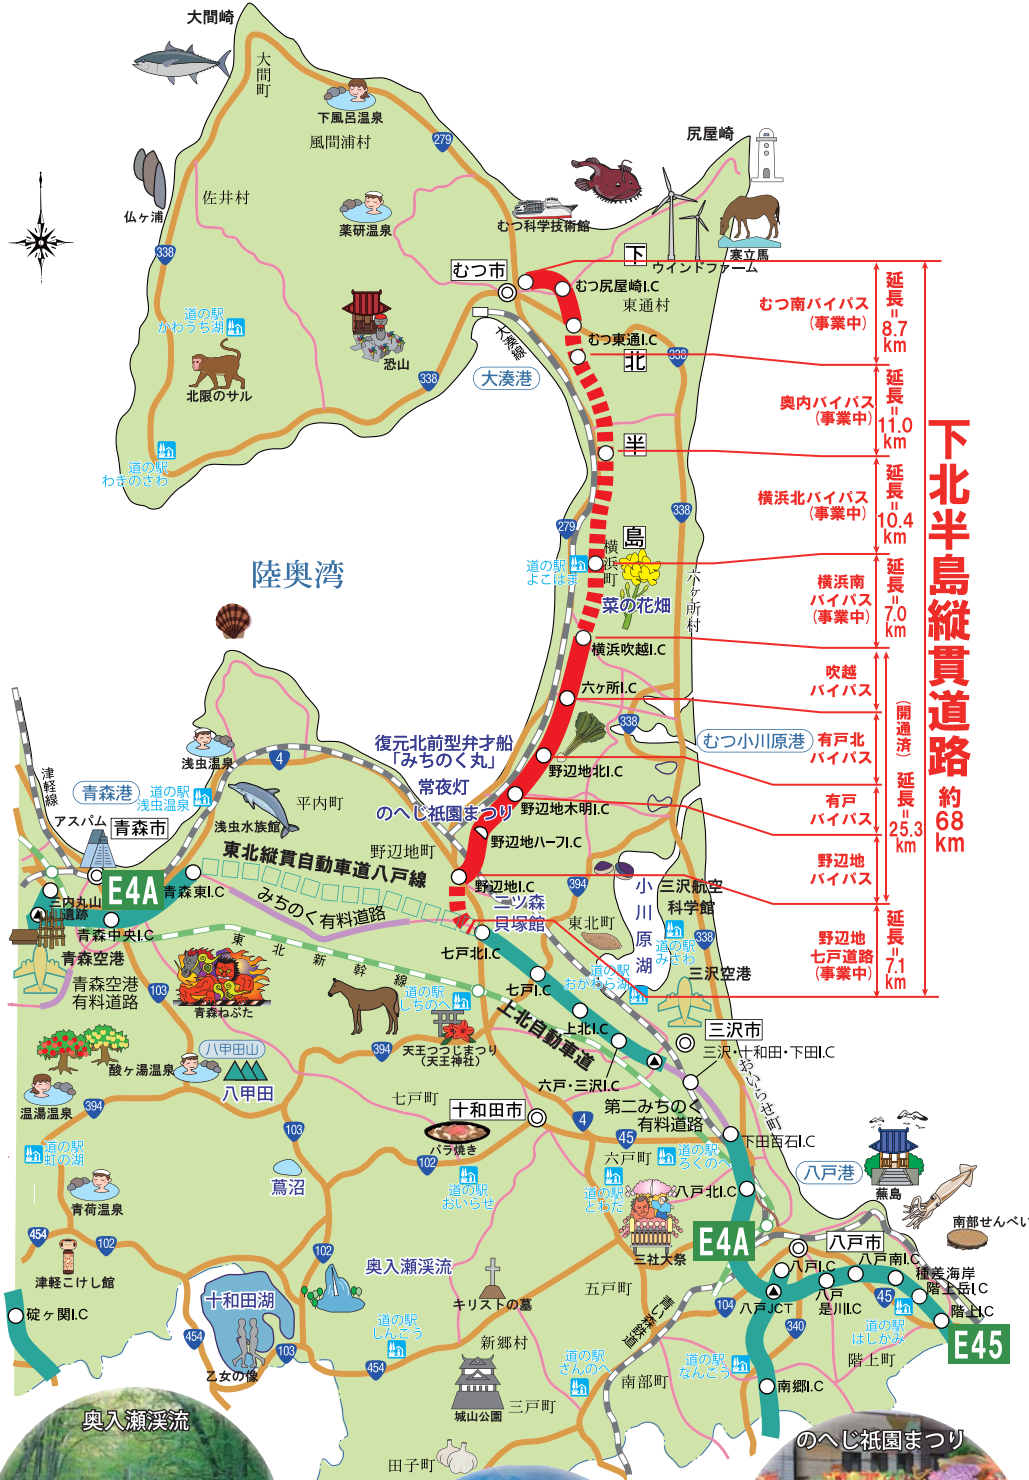 大間崎
大間町
下風呂温泉
風間浦村
279
尻屋崎
佐井村
仏ヶ浦
薬研温泉
むつ科学技術館
寒立馬
ウインドファーム
338
むつ市
下
北
半
島
むつ尻屋崎I.C
東通村
むつ東通I.C
道の駅
かわうち湖
恐山
大湊線
大湊港
338
338
北限のサル
道の駅
わきのさわ
むつ南バイパス
(事業中)
延長=8.7km
奥内バイパス
(事業中)
延長=11.0km
横浜北バイパス
(事業中)
延長=10.4km
横浜南
バイパス
(事業中)
延長=7.0km
吹越
バイパス
有戸北
バイパス
有戸
バイパス
野辺地
バイパス
(開通済)
延長=25.3km
野辺地
七戸道路
(事業中)
延長=7.1km
下北半島縦貫道路
約68km
338
279
道の駅
よこはま
横浜町
菜の花畑
六ヶ所村
陸奥湾
横浜吹越I.C
六ヶ所I.C
338
むつ小川原港
復元北前型弁才船
「みちのく丸」
常夜灯
のへじ祇園まつり
野辺地北I.C
野辺地木明I.C
野辺地ハーフI.C
野辺地町
野辺地I.C
津軽線
青森港
浅虫温泉
4
道の駅
浅虫温泉
平内町
浅虫水族館
アスパム
青森市
E4A
青森東I.C
東北縦貫自動車道八戸線
みちのく有料道路
三内丸山
遺跡
青森中央I.C
青森空港
青森空港
有料道路
103
青森ねぶた
東北新幹線
394
二ツ森
貝塚館
東北町
小川原湖
三沢航空
科学館
道の駅
みさわ
338
七戸北I.C
七戸I.C
道の駅
おがわら湖
三沢空港
道の駅
しちのへ
上北I.C
上北自動車道
天王つつじまつり
(天王神社)
394
三沢市
三沢・十和田・下田I.C
おいらせ町
六戸・三沢I.C
酸ヶ湯温泉
八甲田山
八甲田
温湯温泉
394
七戸町
十和田市
4
第二みちのく
有料道路
下田百石I.C
103
バラ焼き
102
45
六戸町
道の駅
ろくのへ
道の駅
虹の湖
蔦沼
道の駅
おいらせ
道の駅
とわだ
八戸北I.C
八戸港
蕪島
青荷温泉
三社大祭
E4A
南部せんべい
454
102
津軽こけし館
102
奥入瀬渓流
八戸市
八戸I.C
八戸南I.C
種差海岸
階上岳I.C
十和田湖
キリストの墓
五戸町
八戸
是川I.C
45
八戸JCT
104
階上I.C
碇ヶ関I.C
454
道の駅
しんごう
新郷村
青い森鉄道
340
道の駅
はしかみ
E45
103
乙女の像
454
道の駅
さんのへ
道の駅
なんごう
階上町
南部町
南郷I.C
城山公園
三戸町
田子町
奥入瀬渓流
のへじ祇園まつり